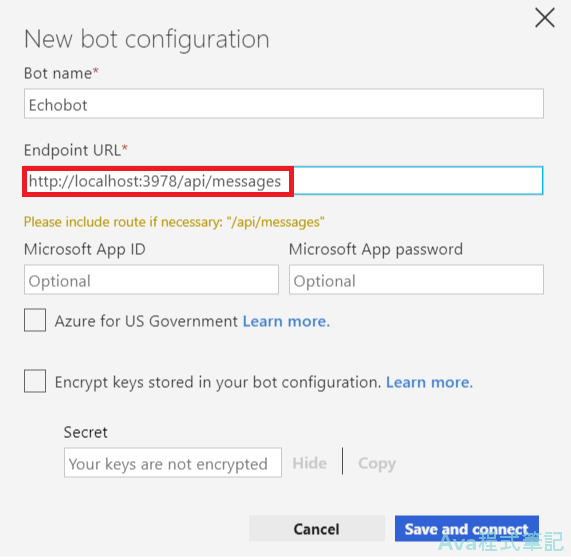 New bot configuration
Bot name*
Echobot
Endpoint URL*
http://localhost:3978/api/messages
Please include route if necessary: "/api/messages"
Microsoft App ID Microsoft App password
Optional Optional
Azure for US Government Learn more.
Encrypt keys stored in your bot configuration. Learn more.
Secret
Your keys are not encrypted Hide Copy
Cancel Save and connect
Ava程式筆記